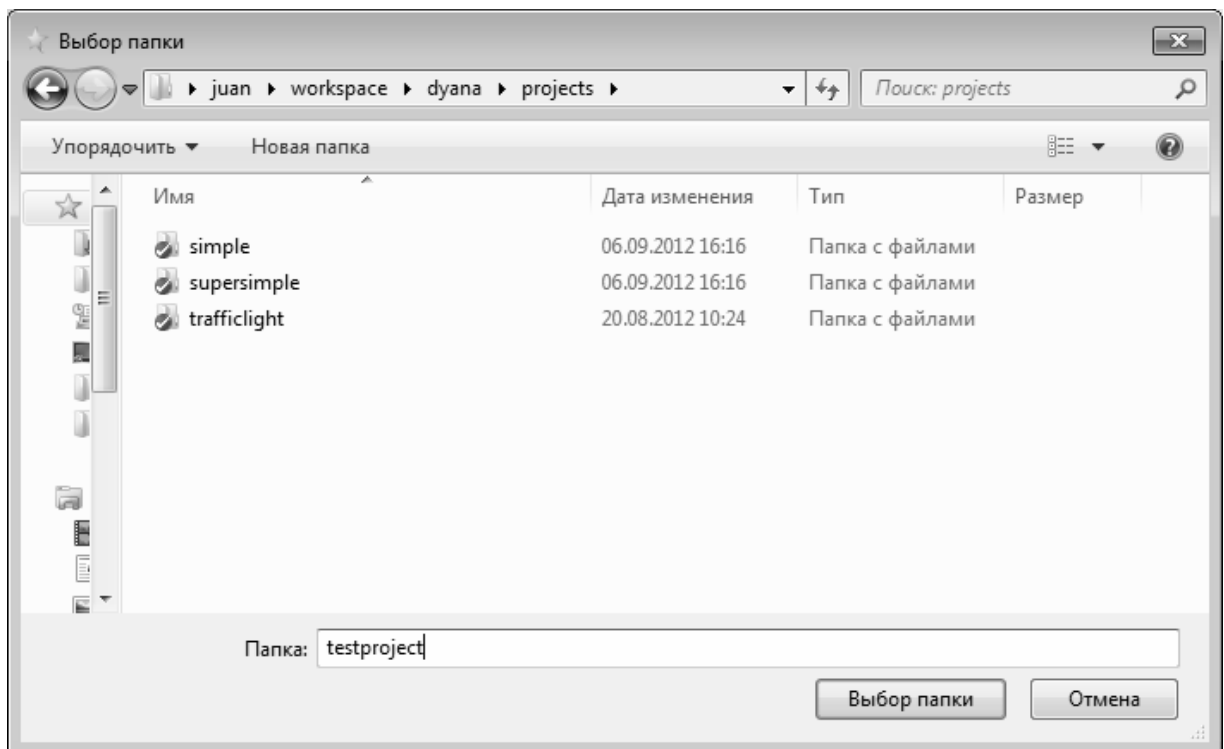 Выбор папки
juan workspace dyana projects Поиск: projects
Упорядочить Новая папка
Имя Дата изменения Тип Размер
simple 06.09.2012 16:16 Папка с файлами
supersimple 06.09.2012 16:16 Папка с файлами
trafficlight 20.08.2012 10:24 Папка с файлами
Папка: testproject
Выбор папки Отмена